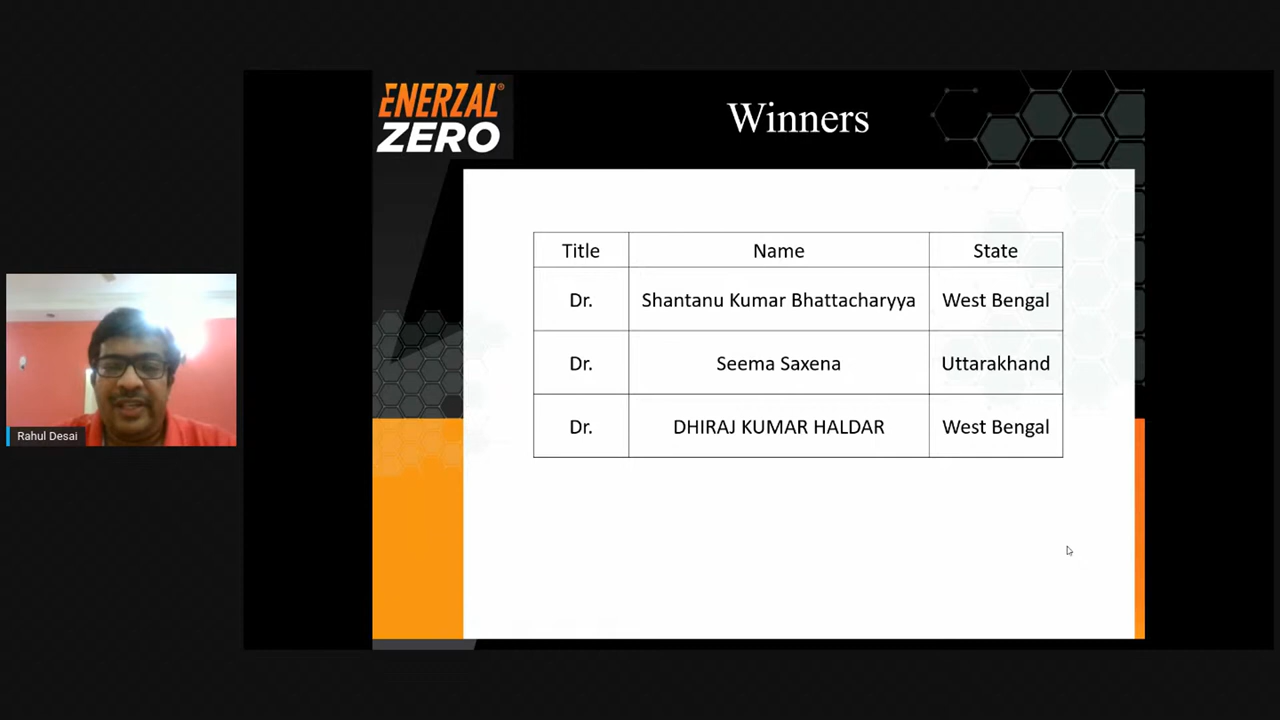 ENERZAL®
ZERO
Winners
Title Name State
Dr. Shantanu Kumar Bhattacharyya West Bengal
Dr. Seema Saxena Uttarakhand
Dr. DHIRAJ KUMAR HALDAR West Bengal
Rahul Desai